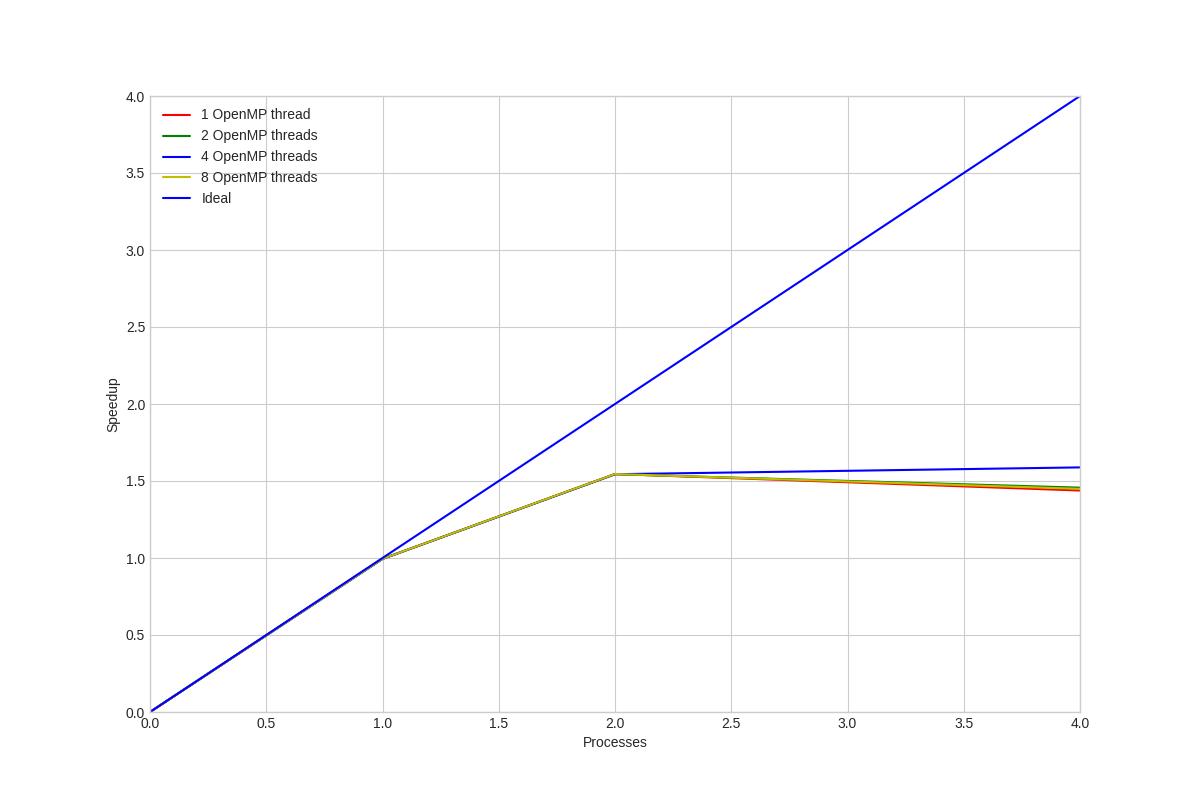 4.0
3.5
3.0
2.5
2.0
1.5
1.0
0.5
0.0
Speedup
1 OpenMP thread
2 OpenMP threads
4 OpenMP threads
8 OpenMP threads
Ideal
0.0 0.5 1.0 1.5 2.0 2.5 3.0 3.5 4.0
Processes